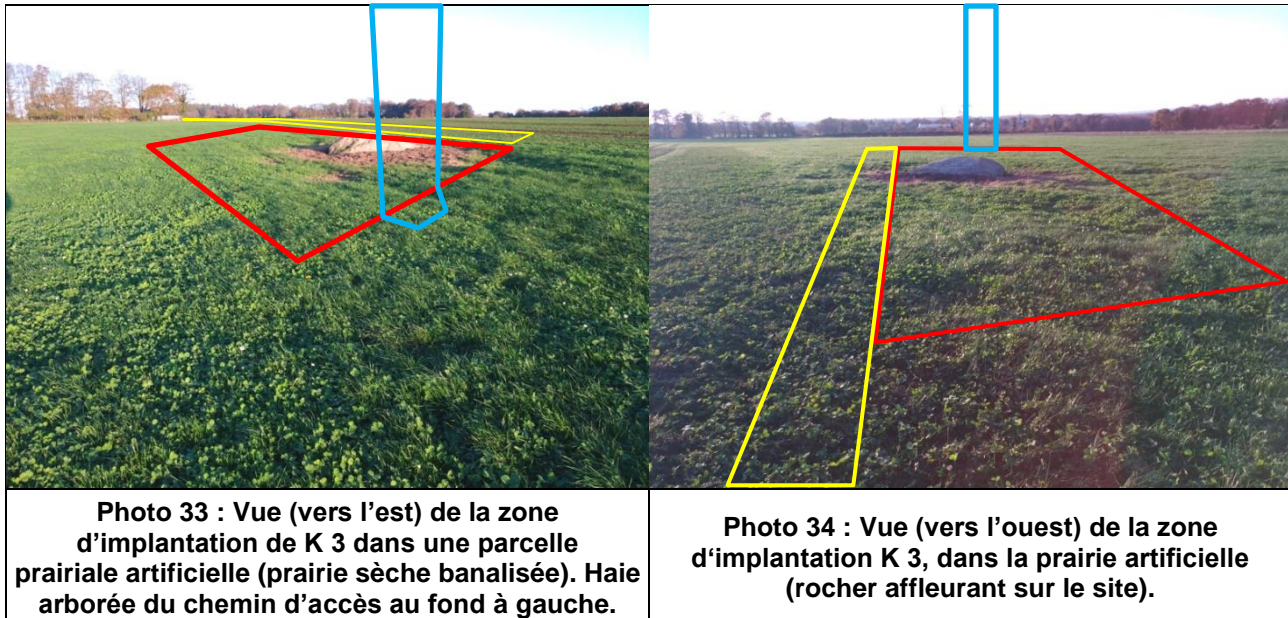 Photo 33 : Vue (vers l’est) de la zone
d’implantation de K 3 dans une parcelle
prairiale artificielle (prairie sèche banalisée). Haie
arborée du chemin d’accès au fond à gauche.
Photo 34 : Vue (vers l’ouest) de la zone
d‘implantation K 3, dans la prairie artificielle
(rocher affleurant sur le site).